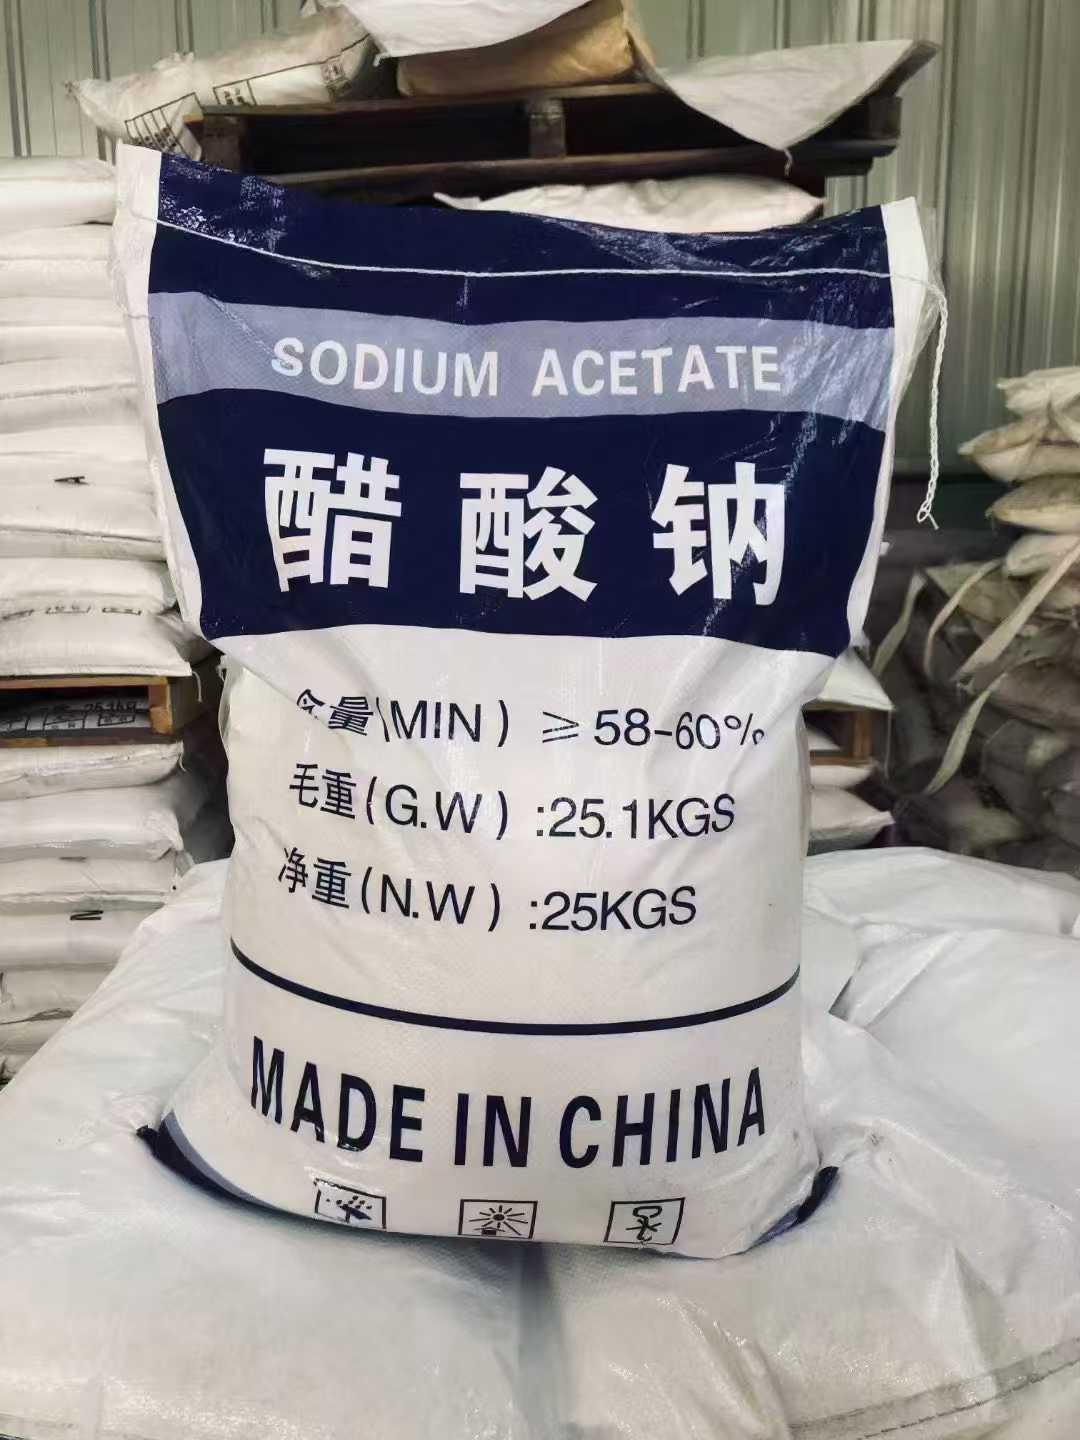 SODIUM ACETATE
醋酸钠
含量(MIN) ≥58-60%
毛重(G.W) :25.1KGS
净重(N.W) :25KGS
MADE IN CHINA